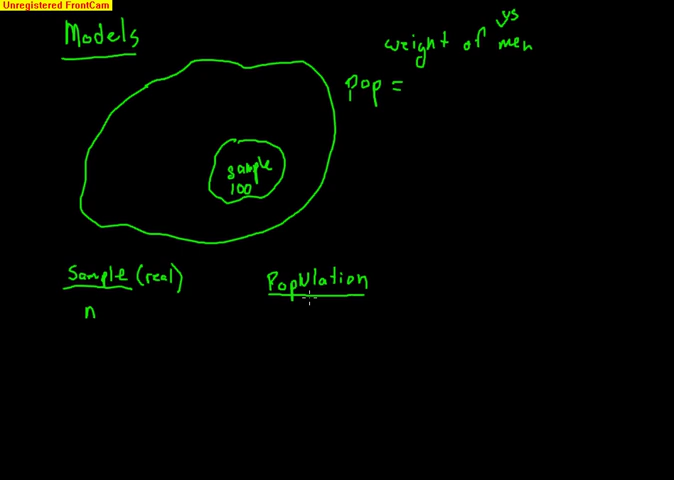 Unregistered FrontCam
Models
weight of men
US
Pop =
sample
100
Sample (real)
Population
n